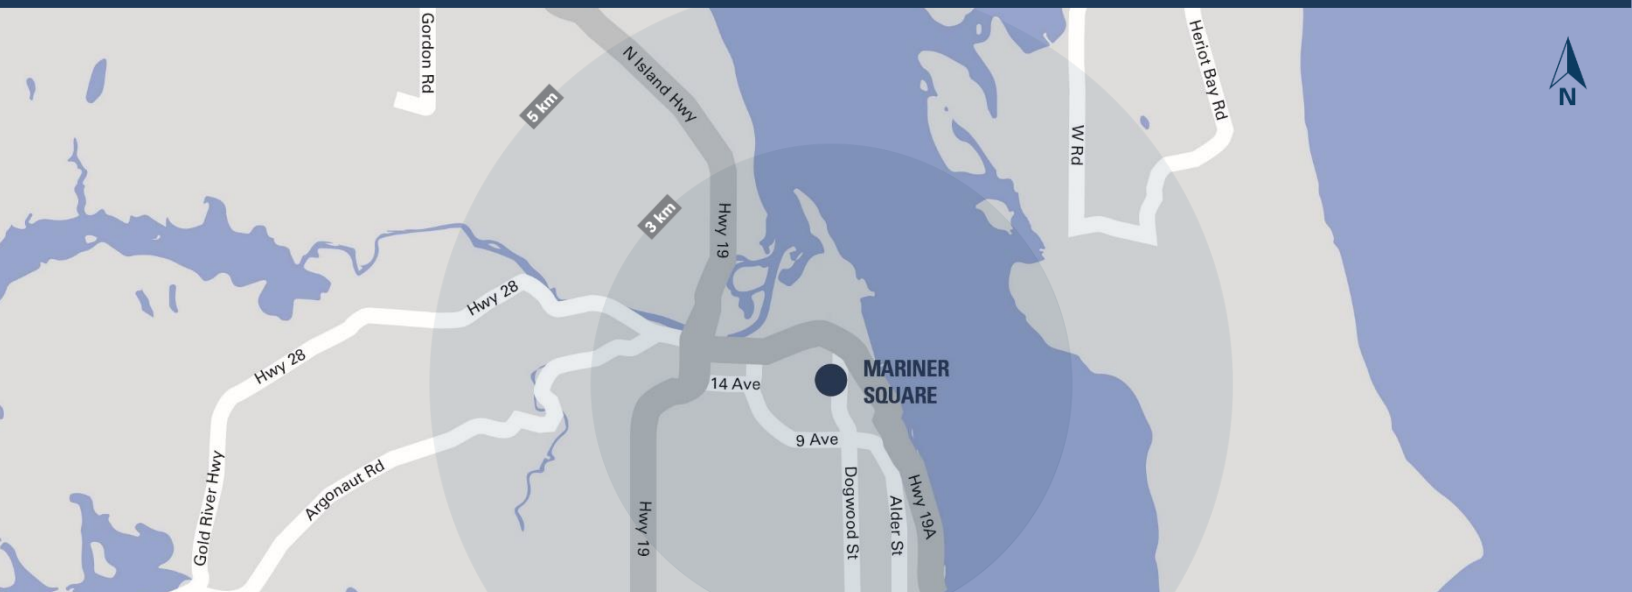 Gordon Rd
N Island Hwy
Heriot Bay Rd
N
5 km
W Rd
3 km
Hwy 19
Hwy 28
Hwy 28
MARINER
SQUARE
14 Ave
9 Ave
Argonaut Rd
Gold River Hwy
Hwy 19
Dogwood St
Alder St
Hwy 19A